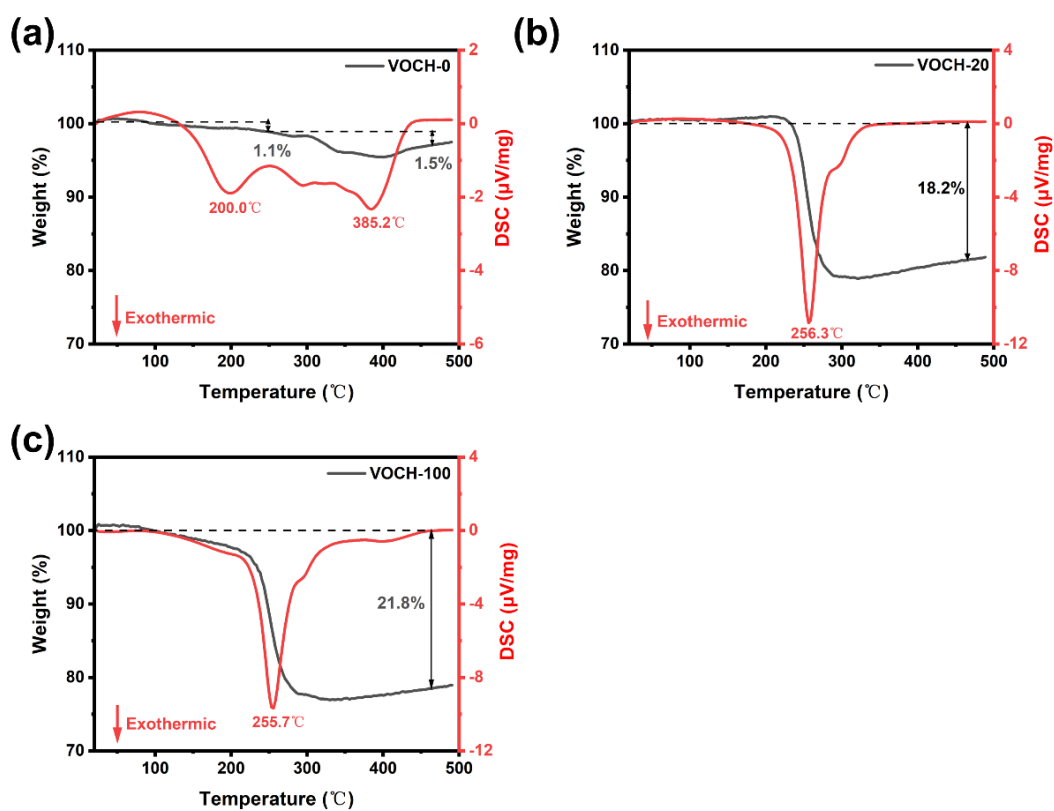 (a)
110
100
90
80
70
Weight (%)
VOCH-0
1.1%
1.5%
200.0℃
385.2℃
Exothermic
2
0
-2
-4
-6
DSC (μV/mg)
100 200 300 400 500
Temperature (℃)
(b)
110
100
90
80
70
Weight (%)
VOCH-20
18.2%
256.3℃
Exothermic
4
0
-4
-8
-12
DSC (μV/mg)
100 200 300 400 500
Temperature (℃)
(c)
110
100
90
80
70
Weight (%)
VOCH-100
21.8%
255.7℃
Exothermic
4
0
-4
-8
-12
DSC (μV/mg)
100 200 300 400 500
Temperature (℃)